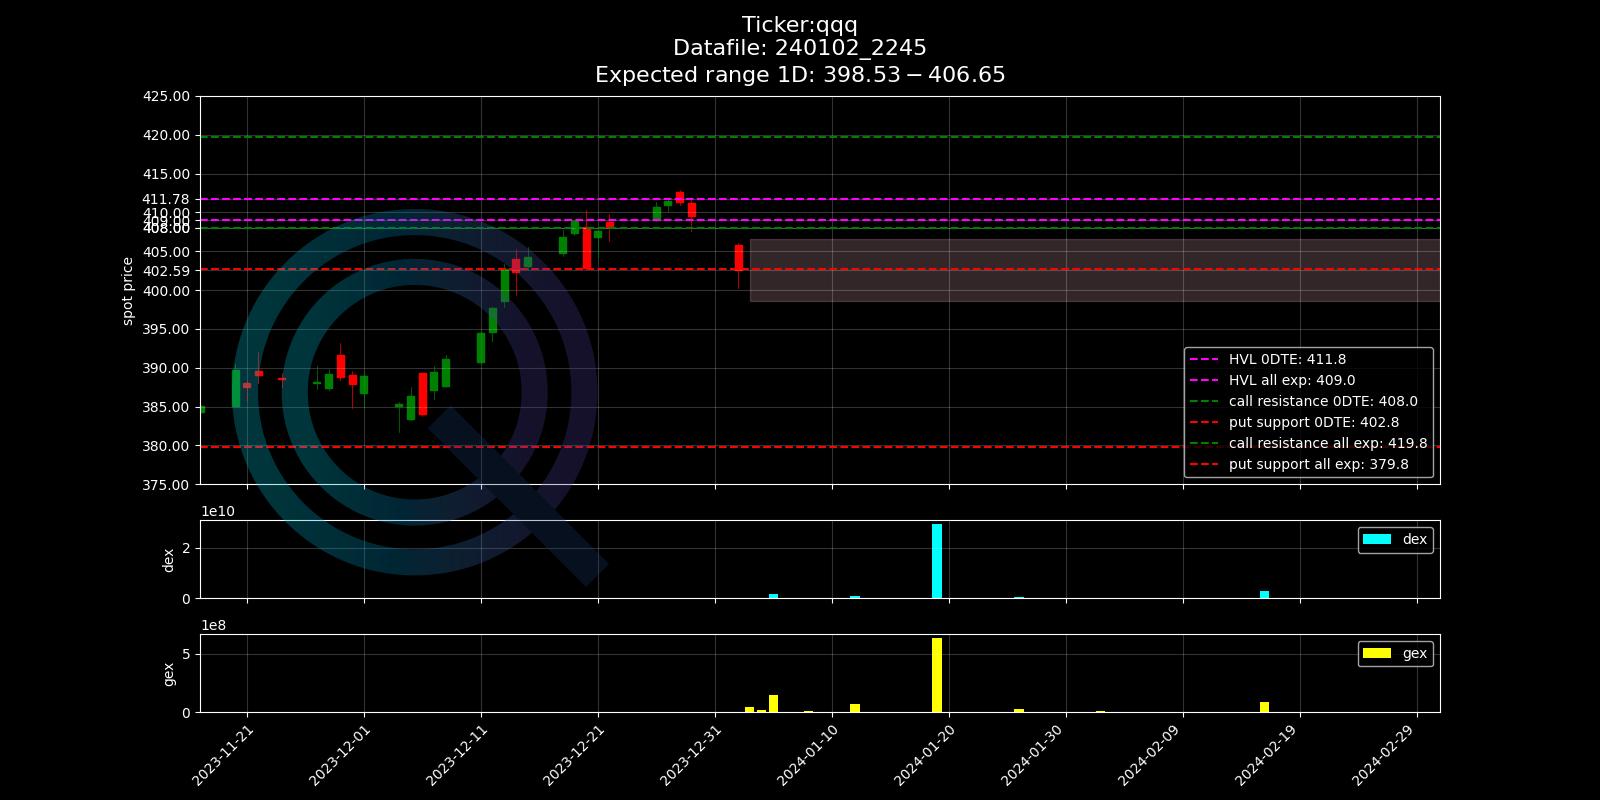 Ticker:qqq
Datafile: 240102_2245
Expected range 1D: 398.53 − 406.65
425.00
420.00
415.00
411.78
410.00
409.00
408.00
405.00
402.59
400.00
395.00
390.00
385.00
380.00
375.00
spot price
HVL 0DTE: 411.8
HVL all exp: 409.0
call resistance 0DTE: 408.0
put support 0DTE: 402.8
call resistance all exp: 419.8
put support all exp: 379.8
1e10
2
0
dex
dex
1e8
5
0
gex
gex
2023-11-21
2023-12-01
2023-12-11
2023-12-21
2023-12-31
2024-01-10
2024-01-20
2024-01-30
2024-02-09
2024-02-19
2024-02-29